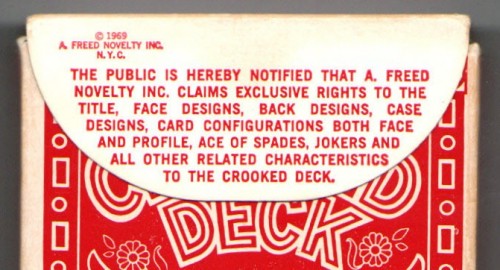 © 1969
A. FREED NOVELTY INC.
N.Y.C.
THE PUBLIC IS HEREBY NOTIFIED THAT A. FREED
NOVELTY INC. CLAIMS EXCLUSIVE RIGHTS TO THE
TITLE, FACE DESIGNS, BACK DESIGNS, CASE
DESIGNS, CARD CONFIGURATIONS BOTH FACE
AND PROFILE, ACE OF SPADES, JOKERS AND
ALL OTHER RELATED CHARACTERISTICS
TO THE CROOKED DECK.
DECK